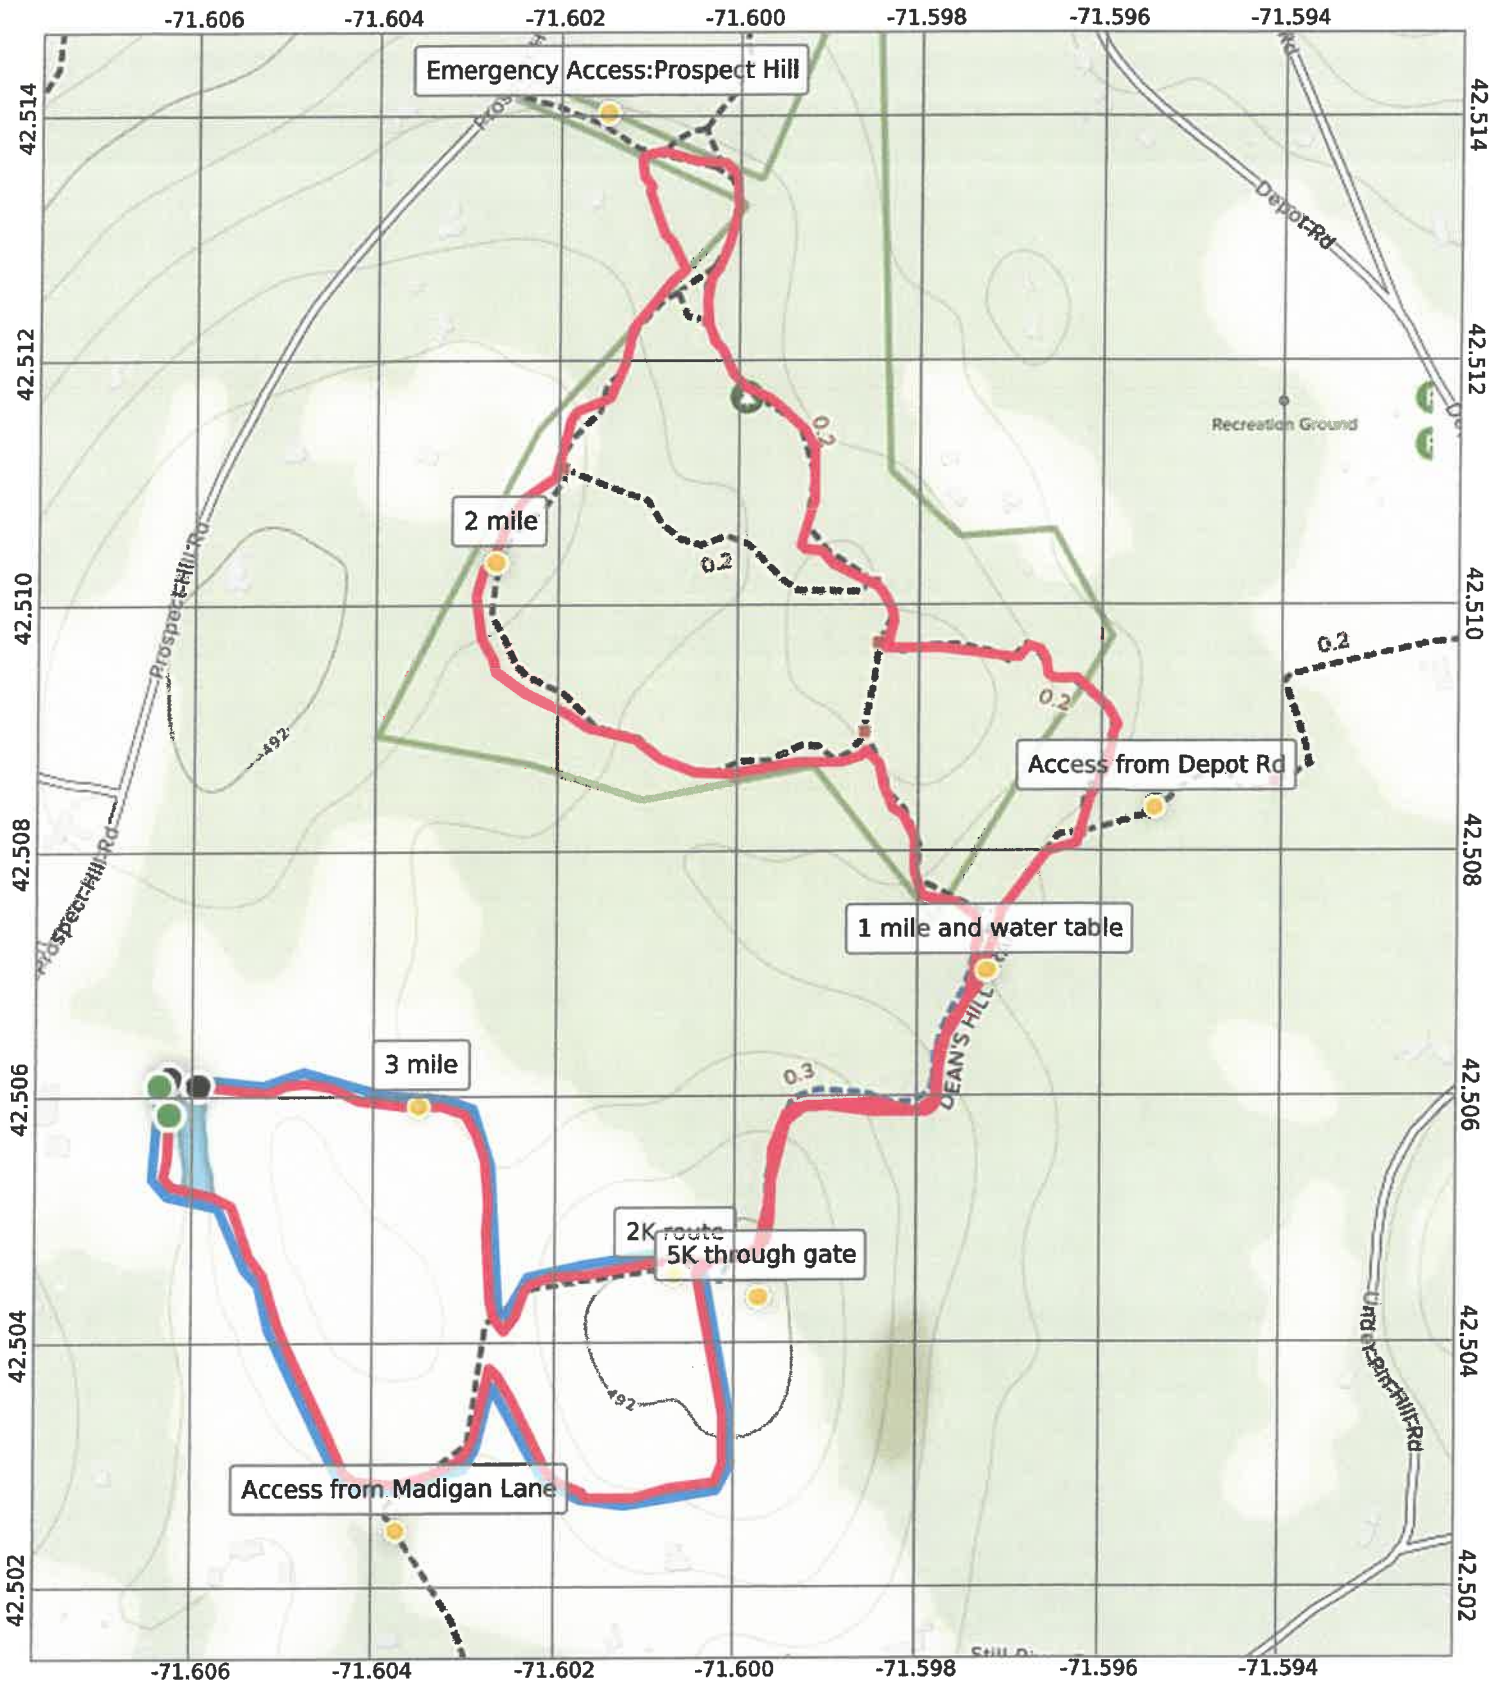 -71.606 -71.604 -71.602 -71.600 -71.598 -71.596 -71.594
Emergency Access:Prospect Hill
42.514
42.514
Depot Rd
42.512
42.512
0.2
Recreation Ground
2 mile
Prospect-Hill-Rd
0.2
42.510
42.510
0.2
0.2
492
Access from Depot Rd
Prospect-Hill-Rd
42.508
42.508
1 mile and water table
DEAN'S HILL
3 mile
0.3
42.506
42.506
2K route
5K through gate
42.504
42.504
Under-Pin-Hill-Rd
492
Access from Madigan Lane
42.502
42.502
-71.606 -71.604 -71.602 -71.600 -71.598 -71.596 -71.594